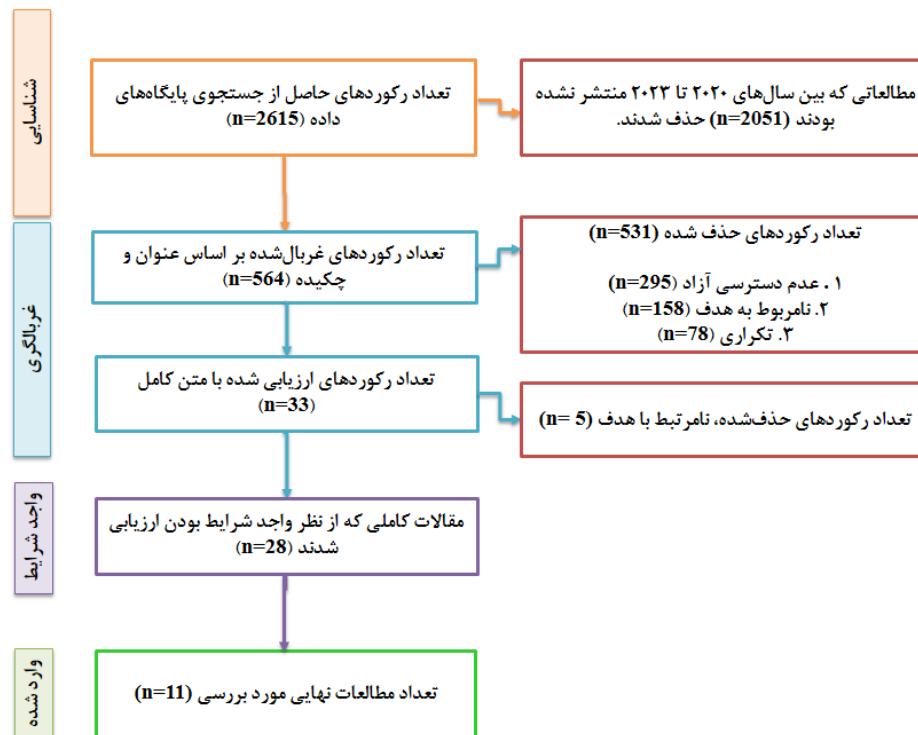 شناسایی
تعداد رکوردهای حاصل از جستجوی پایگاه‌های
داده (n=2615)
مطالعاتی که بین سال‌های ۲۰۲۰ تا ۲۰۲۳ منتشر نشده
بودند (n=2051) حذف شدند.
غربالگری
تعداد رکوردهای غربال‌شده بر اساس عنوان و
چکیده (n=564)
تعداد رکوردهای حذف شده (n=531)
۱. عدم دسترسی آزاد (n=295)
۲. نامربوط به هدف (n=158)
۳. تکراری (n=78)
تعداد رکوردهای ارزیابی شده با متن کامل
(n=33)
تعداد رکوردهای حذف‌شده، نامرتبط با هدف (n= 5)
واجد شرایط
مقالات کاملی که از نظر واجد شرایط بودن ارزیابی
شدند (n=28)
وارد شده
تعداد مطالعات نهایی مورد بررسی (n=11)